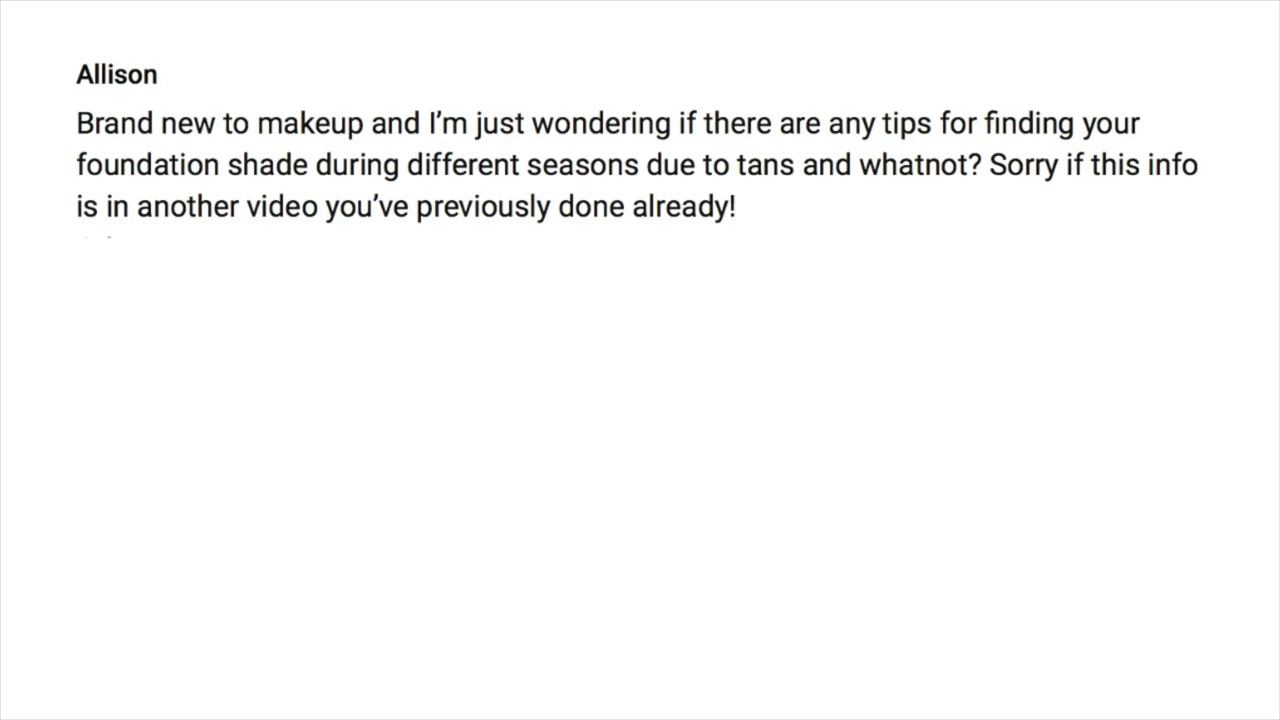 Allison
Brand new to makeup and I’m just wondering if there are any tips for finding your
foundation shade during different seasons due to tans and whatnot? Sorry if this info
is in another video you’ve previously done already!